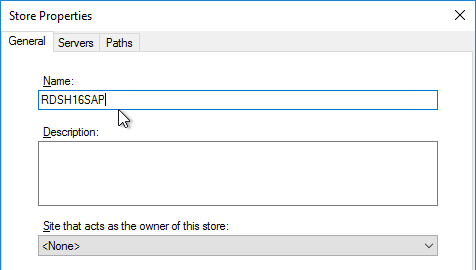 Store Properties
General Servers Paths
Name:
RDSH16SAP
Description:
Site that acts as the owner of this store:
<None>